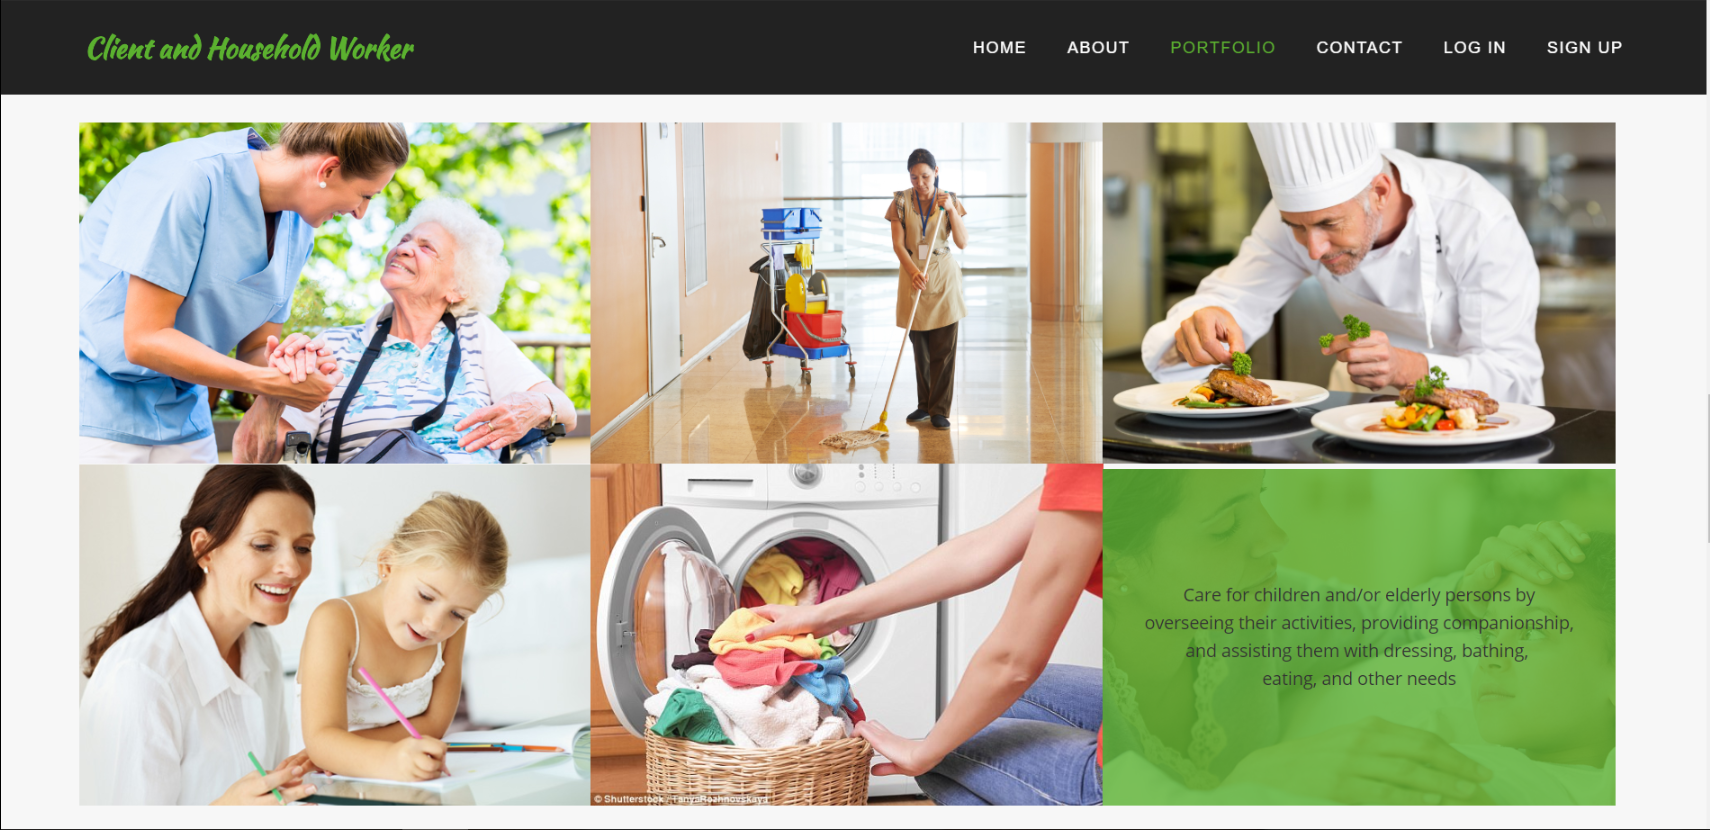 Client and Household Worker
HOME ABOUT PORTFOLIO CONTACT LOG IN SIGN UP
© Shutterstock / TanyaRozhnovskaya
Care for children and/or elderly persons by
overseeing their activities, providing companionship,
and assisting them with dressing, bathing,
eating, and other needs